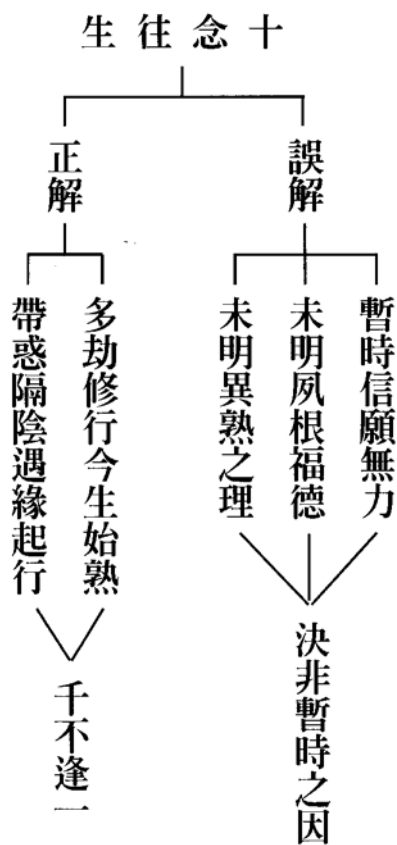 十念往生
誤解
暫時信願無力
未明夙根福德
未明異熟之理
決非暫時之因
正解
多劫修行今生始熟
帶惑隔陰遇緣起行
千不逢一